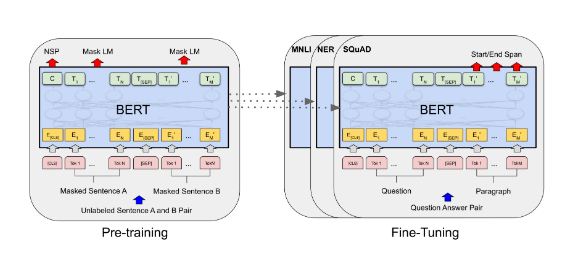 NSP Mask LM Mask LM
C T1 ... TN T[SEP] T1' ... TM'
BERT
E[CLS] E1 ... EN E[SEP] E1' ... EM'
[CLS] Tok 1 ... Tok N [SEP] Tok 1 ... TokM
Masked Sentence A Masked Sentence B
Unlabeled Sentence A and B Pair
Pre-training
MNLI NER SQuAD
Start/End Span
C T1 ... TN T[SEP] T1' ... TM'
BERT
E[CLS] E1 ... EN E[SEP] E1' ... EM'
[CLS] Tok 1 ... Tok N [SEP] Tok 1 ... TokM
Question Paragraph
Question Answer Pair
Fine-Tuning